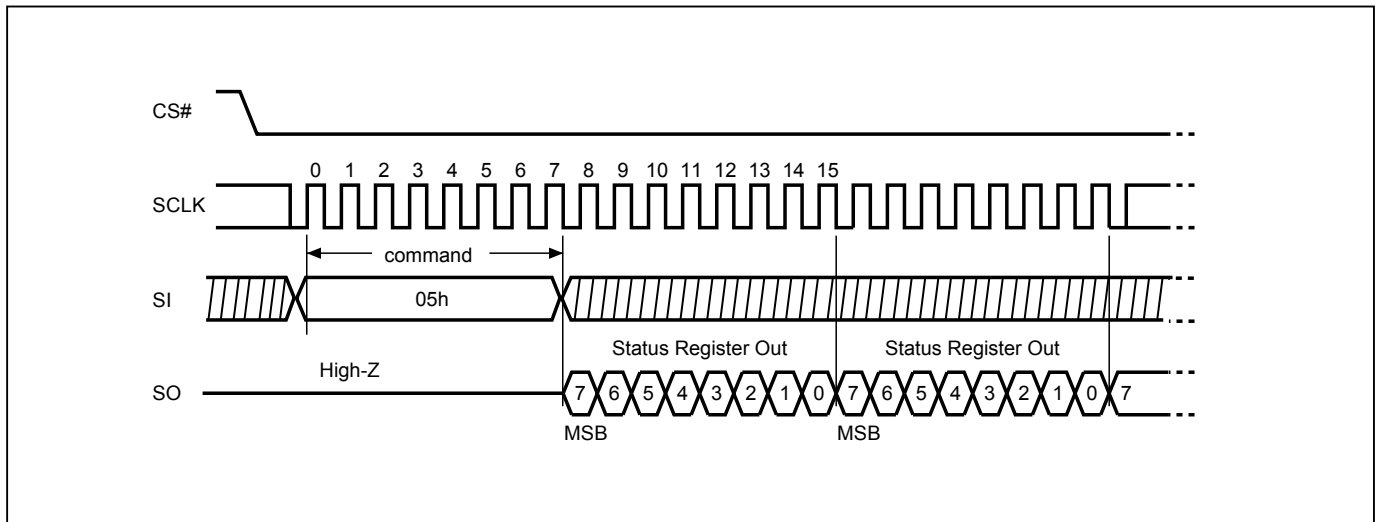 CS#
0 1 2 3 4 5 6 7 8 9 10 11 12 13 14 15
SCLK
command
SI 05h
Status Register Out Status Register Out
High-Z
SO 7 6 5 4 3 2 1 0 7 6 5 4 3 2 1 0 7
MSB MSB